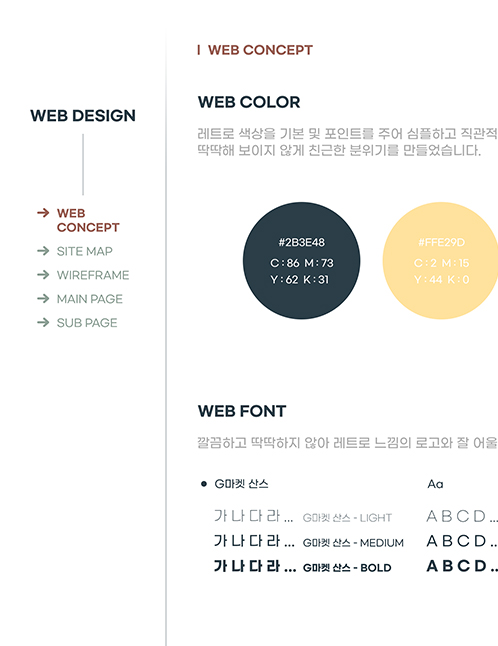 WEB DESIGN
→ WEB
CONCEPT
→ SITE MAP
→ WIREFRAME
→ MAIN PAGE
→ SUB PAGE
I WEB CONCEPT
WEB COLOR
레트로 색상을 기본 및 포인트를 주어 심플하고 직관적
딱딱해 보이지 않게 친근한 분위기를 만들었습니다.
#2B3E48
C : 86 M : 73
Y : 62 K : 31
#FFE29D
C : 2 M : 15
Y : 44 K : 0
WEB FONT
깔끔하고 딱딱하지 않아 레트로 느낌의 로고와 잘 어울
● G마켓 산스
Aa
가 나 다 라 ... G마켓 산스 - LIGHT
A B C D ...
가 나 다 라 ... G마켓 산스 - MEDIUM
A B C D ...
가 나 다 라 ... G마켓 산스 - BOLD
A B C D ...